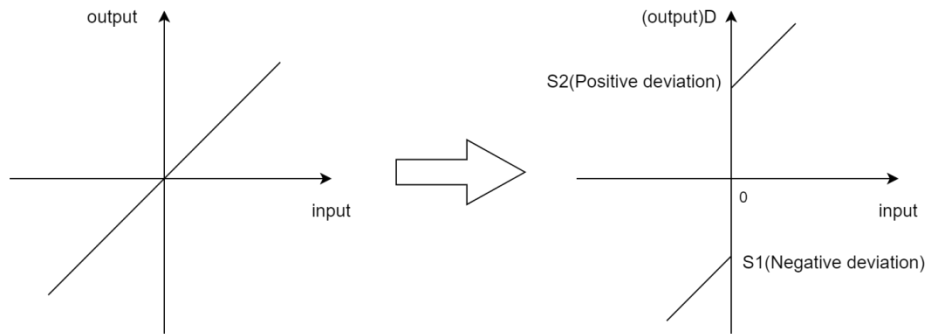 output
input
(output)D
S2(Positive deviation)
0
input
S1(Negative deviation)